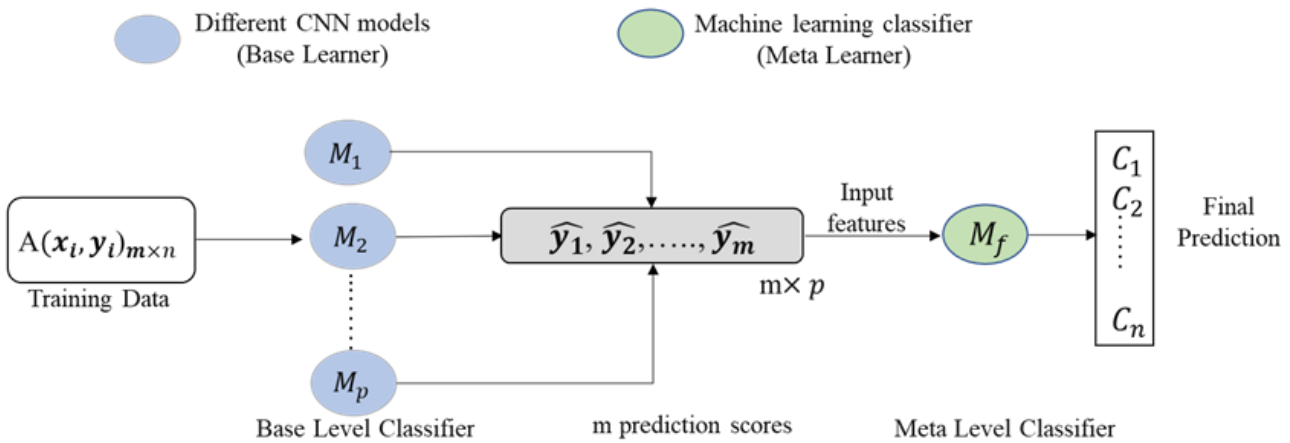 Different CNN models
(Base Learner)
Machine learning classifier
(Meta Learner)
A(𝒙ᵢ, 𝒚ᵢ)ₘ×ₙ
Training Data
M₁
M₂
Mₚ
Base Level Classifier
ŷ₁, ŷ₂,....., ŷₘ
m× p
m prediction scores
Input
features
M_f
Meta Level Classifier
C₁
C₂
Cₙ
Final
Prediction